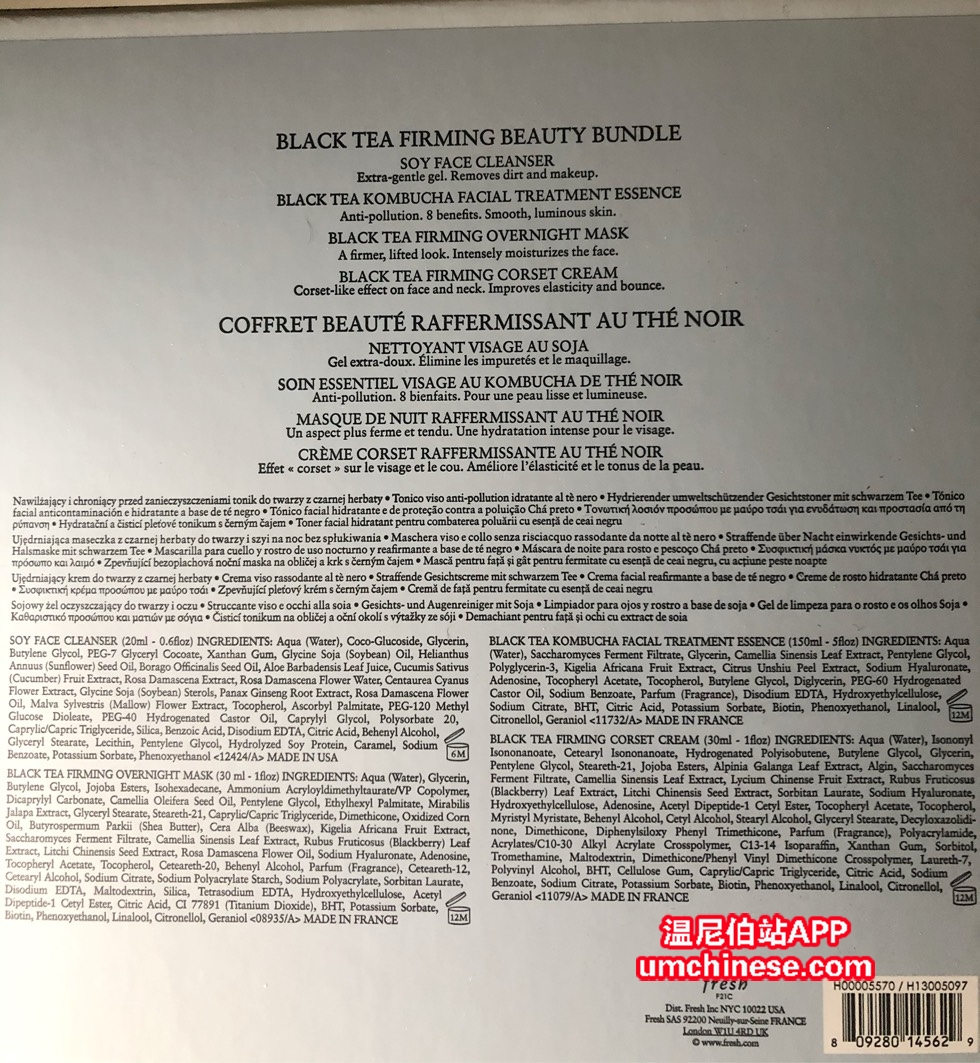 BLACK TEA FIRMING BEAUTY BUNDLE
SOY FACE CLEANSER
Extra-gentle gel. Removes dirt and makeup.
BLACK TEA KOMBUCHA FACIAL TREATMENT ESSENCE
Anti-pollution. 8 benefits. Smooth, luminous skin.
BLACK TEA FIRMING OVERNIGHT MASK
A firmer, lifted look. Intensely moisturizes the face.
BLACK TEA FIRMING CORSET CREAM
Corset-like effect on face and neck. Improves elasticity and bounce.
COFFRET BEAUTÉ RAFFERMISSANT AU THÉ NOIR
NETTOYANT VISAGE AU SOJA
Gel extra-doux. Élimine les impuretés et le maquillage.
SOIN ESSENTIEL VISAGE AU KOMBUCHA DE THÉ NOIR
Anti-pollution. 8 bienfaits. Pour une peau lisse et lumineuse.
MASQUE DE NUIT RAFFERMISSANT AU THÉ NOIR
Un aspect plus ferme et tendu. Une hydratation intense pour le visage.
CRÈME CORSET RAFFERMISSANTE AU THÉ NOIR
Effet « corset » sur le visage et le cou. Améliore l'élasticité et le tonus de la peau.
Nawilżający i chroniący przed zanieczyszczeniami tonik do twarzy z czarnej herbaty • Tonico viso anti-pollution idratante al tè nero • Hydrierender umweltschützender Gesichtstoner mit schwarzem Tee • Tónico
facial anticontaminación e hidratante a base de té negro • Tónico facial hidratante e de proteção contra a poluição Chá preto • Τονωτική λοσιόν προσώπου με μαύρο τσάι για ενυδάτωση και προστασία από τη
ρύπανση • Hydratační a čisticí pleťové tonikum s černým čajem • Toner facial hidratant pentru combaterea poluării cu esență de ceai negru
Ujędrniająca maseczka z czarnej herbaty do twarzy i szyi na noc bez spłukiwania • Maschera viso e collo senza risciacquo rassodante da notte al tè nero • Straffende über Nacht einwirkende Gesichts- und
Halsmaske mit schwarzem Tee • Mascarilla para cuello y rostro de uso nocturno y reafirmante a base de té negro • Máscara de noite para rosto e pescoço Chá preto • Συσφικτική μάσκα νυκτός με μαύρο τσάι για
πρόσωπο και λαιμό • Zpevňující bezoplachová noční maska na obličej a krk s černým čajem • Mască pentru față și gât pentru fermitate cu esență de ceai negru, cu acțiune peste noapte
Ujędrniający krem do twarzy z czarnej herbaty • Crema viso rassodante al tè nero • Straffende Gesichtscreme mit schwarzem Tee • Crema facial reafirmante a base de té negro • Creme de rosto hidratante Chá preto
• Συσφικτική κρέμα προσώπου με μαύρο τσάι • Zpevňující pleťový krém s černým čajem • Cremă de față pentru fermitate cu esență de ceai negru
Sojowy żel oczyszczający do twarzy i oczu • Struccante viso e occhi alla soia • Gesichts- und Augenreiniger mit Soja • Limpiador para ojos y rostro a base de soja • Gel de limpeza para o rosto e os olhos Soja •
Καθαριστικό προσώπου και ματιών με σόγια • Čisticí tonikum na obličej a oční okolí s výtažky ze sóji • Demachiant pentru față și ochi cu extract de soia
SOY FACE CLEANSER (20ml - 0.6floz) INGREDIENTS: Aqua (Water), Coco-Glucoside, Glycerin,
Butylene Glycol, PEG-7 Glyceryl Cocoate, Xanthan Gum, Glycine Soja (Soybean) Oil, Helianthus
Annuus (Sunflower) Seed Oil, Borago Officinalis Seed Oil, Aloe Barbadensis Leaf Juice, Cucumis Sativus
(Cucumber) Fruit Extract, Rosa Damascena Extract, Rosa Damascena Flower Water, Centaurea Cyanus
Flower Extract, Glycine Soja (Soybean) Sterols, Panax Ginseng Root Extract, Rosa Damascena Flower
Oil, Malva Sylvestris (Mallow) Flower Extract, Tocopherol, Ascorbyl Palmitate, PEG-120 Methyl
Glucose Dioleate, PEG-40 Hydrogenated Castor Oil, Caprylyl Glycol, Polysorbate 20,
Caprylic/Capric Triglyceride, Silica, Benzoic Acid, Disodium EDTA, Citric Acid, Behenyl Alcohol,
Glyceryl Stearate, Lecithin, Pentylene Glycol, Hydrolyzed Soy Protein, Caramel, Sodium
Benzoate, Potassium Sorbate, Phenoxyethanol <12424/A> MADE IN USA
6M
BLACK TEA FIRMING OVERNIGHT MASK (30 ml - 1floz) INGREDIENTS: Aqua (Water), Glycerin,
Butylene Glycol, Jojoba Esters, Isohexadecane, Ammonium Acryloyldimethyltaurate/VP Copolymer,
Dicaprylyl Carbonate, Camellia Oleifera Seed Oil, Pentylene Glycol, Ethylhexyl Palmitate, Mirabilis
Jalapa Extract, Glyceryl Stearate, Steareth-21, Caprylic/Capric Triglyceride, Dimethicone, Oxidized Corn
Oil, Butyrospermum Parkii (Shea Butter), Cera Alba (Beeswax), Kigelia Africana Fruit Extract,
Saccharomyces Ferment Filtrate, Camellia Sinensis Leaf Extract, Rubus Fruticosus (Blackberry) Leaf
Extract, Litchi Chinensis Seed Extract, Rosa Damascena Flower Oil, Sodium Hyaluronate, Adenosine,
Tocopheryl Acetate, Tocopherol, Ceteareth-20, Behenyl Alcohol, Parfum (Fragrance), Ceteareth-12,
Cetearyl Alcohol, Sodium Citrate, Sodium Polyacrylate Starch, Sodium Polyacrylate, Sorbitan Laurate,
Disodium EDTA, Maltodextrin, Silica, Tetrasodium EDTA, Hydroxyethylcellulose, Acetyl
Dipeptide-1 Cetyl Ester, Citric Acid, CI 77891 (Titanium Dioxide), BHT, Potassium Sorbate,
Biotin, Phenoxyethanol, Linalool, Citronellol, Geraniol <08935/A> MADE IN FRANCE
12M
BLACK TEA KOMBUCHA FACIAL TREATMENT ESSENCE (150ml - 5floz) INGREDIENTS: Aqua
(Water), Saccharomyces Ferment Filtrate, Glycerin, Camellia Sinensis Leaf Extract, Pentylene Glycol,
Polyglycerin-3, Kigelia Africana Fruit Extract, Citrus Unshiu Peel Extract, Sodium Hyaluronate,
Adenosine, Tocopheryl Acetate, Tocopherol, Butylene Glycol, Diglycerin, PEG-60 Hydrogenated
Castor Oil, Sodium Benzoate, Parfum (Fragrance), Disodium EDTA, Hydroxyethylcellulose,
Sodium Citrate, BHT, Citric Acid, Potassium Sorbate, Biotin, Phenoxyethanol, Linalool,
Citronellol, Geraniol <11732/A> MADE IN FRANCE
12M
BLACK TEA FIRMING CORSET CREAM (30ml - 1floz) INGREDIENTS: Aqua (Water), Isononyl
Isononanoate, Cetearyl Isononanoate, Hydrogenated Polyisobutene, Butylene Glycol, Glycerin,
Pentylene Glycol, Steareth-21, Jojoba Esters, Alpinia Galanga Leaf Extract, Algin, Saccharomyces
Ferment Filtrate, Camellia Sinensis Leaf Extract, Lycium Chinense Fruit Extract, Rubus Fruticosus
(Blackberry) Leaf Extract, Litchi Chinensis Seed Extract, Sorbitan Laurate, Sodium Hyaluronate,
Hydroxyethylcellulose, Adenosine, Acetyl Dipeptide-1 Cetyl Ester, Tocopheryl Acetate, Tocopherol,
Myristyl Myristate, Behenyl Alcohol, Cetyl Alcohol, Stearyl Alcohol, Glyceryl Stearate, Decyloxazolidi-
none, Dimethicone, Diphenylsiloxy Phenyl Trimethicone, Parfum (Fragrance), Polyacrylamide,
Acrylates/C10-30 Alkyl Acrylate Crosspolymer, C13-14 Isoparaffin, Xanthan Gum, Sorbitol,
Tromethamine, Maltodextrin, Dimethicone/Phenyl Vinyl Dimethicone Crosspolymer, Laureth-7,
Polyvinyl Alcohol, BHT, Cellulose Gum, Caprylic/Capric Triglyceride, Citric Acid, Sodium
Benzoate, Sodium Citrate, Potassium Sorbate, Biotin, Phenoxyethanol, Linalool, Citronellol,
Geraniol <11079/A> MADE IN FRANCE
12M
温尼伯站APP
umchinese.com
fresh
F21C
Dist. Fresh Inc NYC 10022 USA
Fresh SAS 92200 Neuilly-sur-Seine FRANCE
London W1U 4RD UK
© www.fresh.com
H00005570 / H13005097
8 09280 14562 9